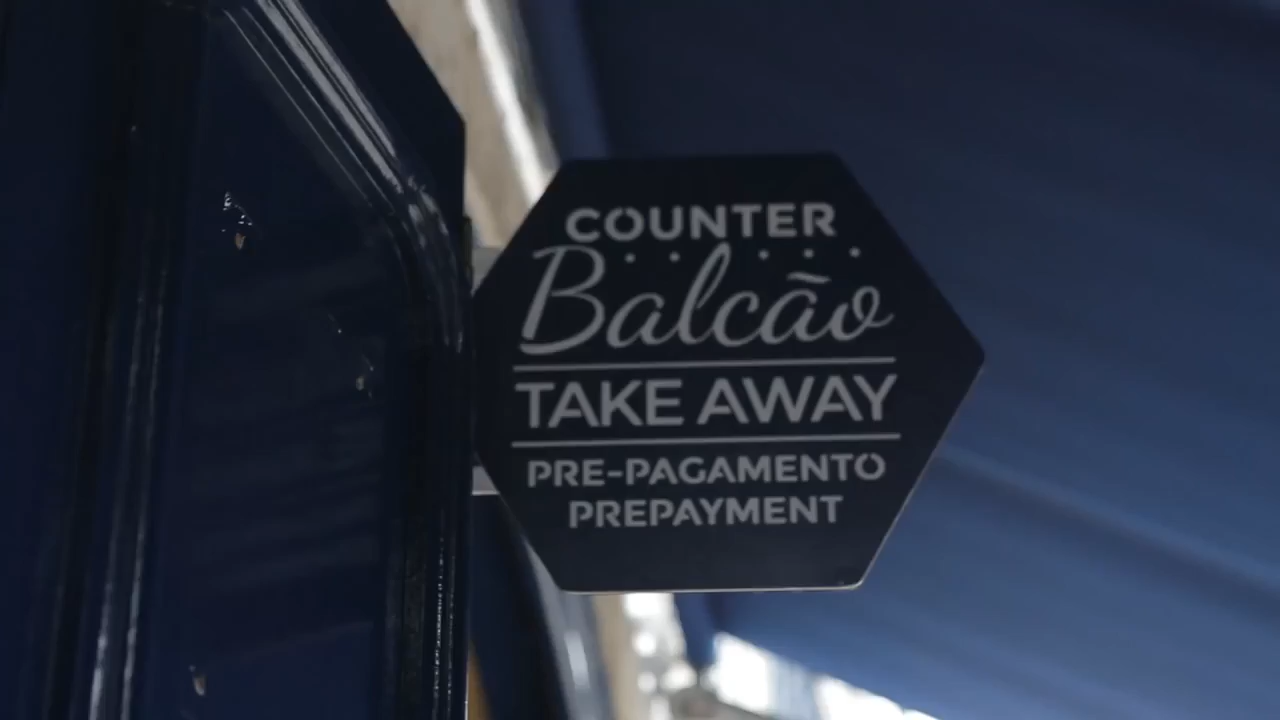 COUNTER
Balcão
TAKE AWAY
PRE-PAGAMENTO
PREPAYMENT